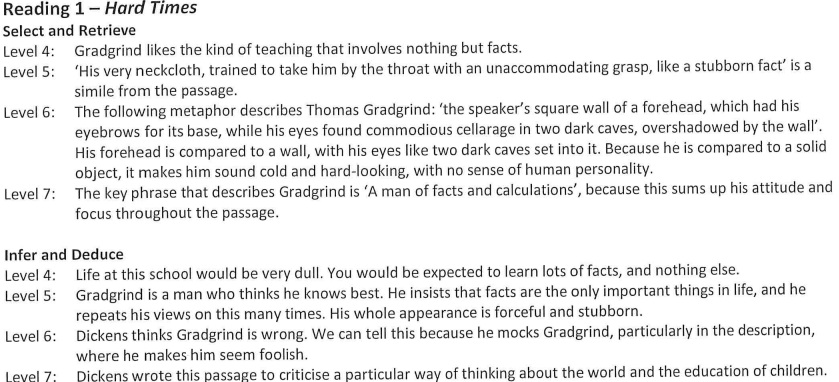 Reading 1 – Hard Times
Select and Retrieve
Level 4: Gradgrind likes the kind of teaching that involves nothing but facts.
Level 5: ‘His very neckcloth, trained to take him by the throat with an unaccommodating grasp, like a stubborn fact’ is a
simile from the passage.
Level 6: The following metaphor describes Thomas Gradgrind: ‘the speaker’s square wall of a forehead, which had his
eyebrows for its base, while his eyes found commodious cellarage in two dark caves, overshadowed by the wall’.
His forehead is compared to a wall, with his eyes like two dark caves set into it. Because he is compared to a solid
object, it makes him sound cold and hard-looking, with no sense of human personality.
Level 7: The key phrase that describes Gradgrind is ‘A man of facts and calculations’, because this sums up his attitude and
focus throughout the passage.
Infer and Deduce
Level 4: Life at this school would be very dull. You would be expected to learn lots of facts, and nothing else.
Level 5: Gradgrind is a man who thinks he knows best. He insists that facts are the only important things in life, and he
repeats his views on this many times. His whole appearance is forceful and stubborn.
Level 6: Dickens thinks Gradgrind is wrong. We can tell this because he mocks Gradgrind, particularly in the description,
where he makes him seem foolish.
Level 7: Dickens wrote this passage to criticise a particular way of thinking about the world and the education of children.